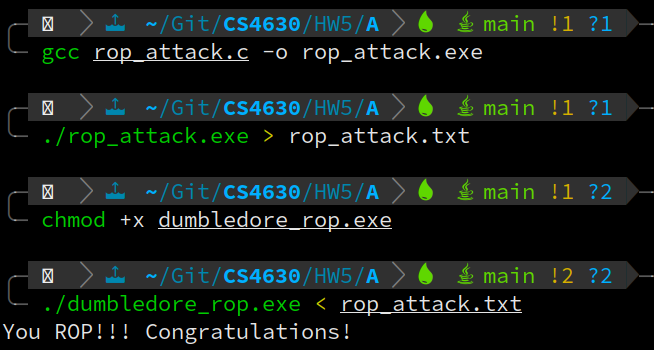 ~/Git/CS4630/HW5/A main !1 ?1
gcc rop_attack.c -o rop_attack.exe
~/Git/CS4630/HW5/A main !1 ?1
./rop_attack.exe > rop_attack.txt
~/Git/CS4630/HW5/A main !1 ?2
chmod +x dumbledore_rop.exe
~/Git/CS4630/HW5/A main !2 ?2
./dumbledore_rop.exe < rop_attack.txt
You ROP!!! Congratulations!